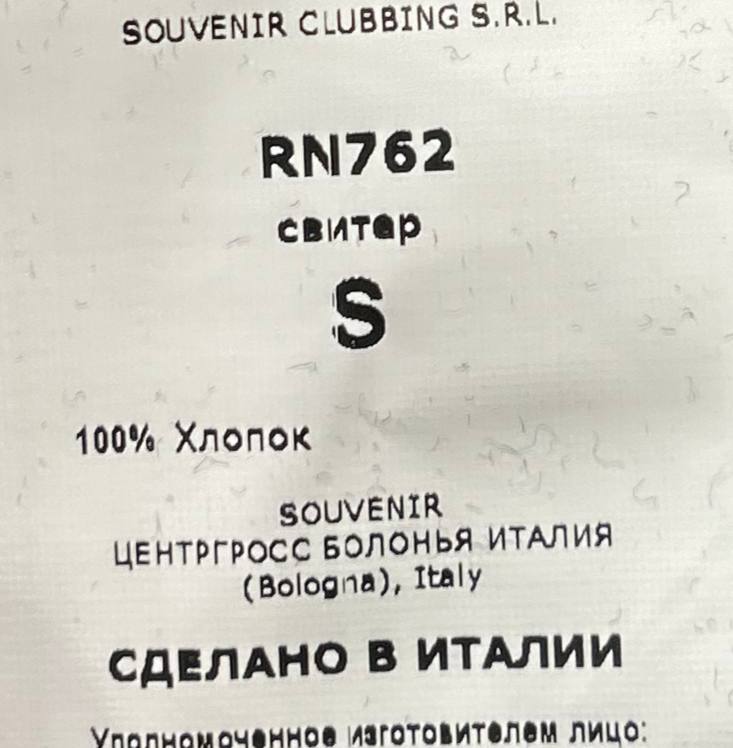 SOUVENIR CLUBBING S.R.L.
RN762
свитер
S
100% Хлопок
SOUVENIR
ЦЕНТРГРОСС БОЛОНЬЯ ИТАЛИЯ
(Bologna), Italy
СДЕЛАНО В ИТАЛИИ
Уполномоченное изготовителем лицо: